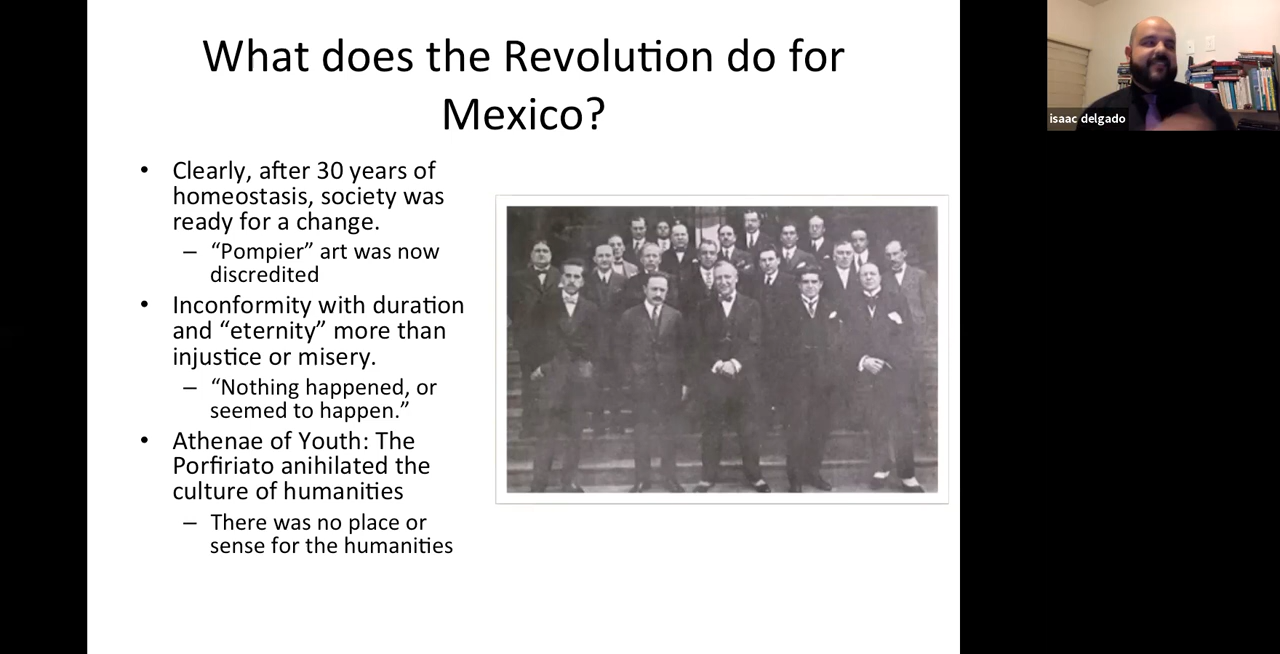 What does the Revolution do for
Mexico?
• Clearly, after 30 years of
homeostasis, society was
ready for a change.
– “Pompier” art was now
discredited
• Inconformity with duration
and “eternity” more than
injustice or misery.
– “Nothing happened, or
seemed to happen.”
• Athenae of Youth: The
Porfiriato anihilated the
culture of humanities
– There was no place or
sense for the humanities
isaac delgado